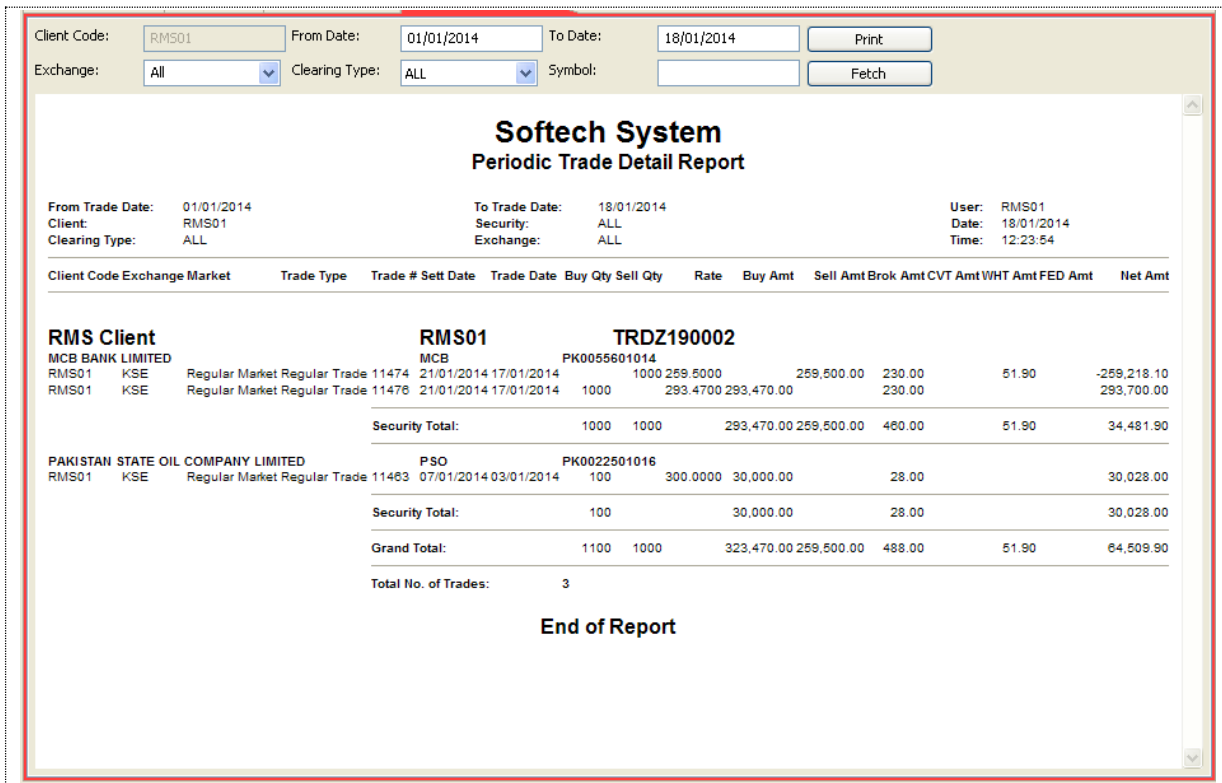 Client Code: RMS01 From Date: 01/01/2014 To Date: 18/01/2014 Print
Exchange: All Clearing Type: ALL Symbol: Fetch
Softech System
Periodic Trade Detail Report
From Trade Date: 01/01/2014 To Trade Date: 18/01/2014 User: RMS01
Client: RMS01 Security: ALL Date: 18/01/2014
Clearing Type: ALL Exchange: ALL Time: 12:23:54
Client Code Exchange Market Trade Type Trade # Sett Date Trade Date Buy Qty Sell Qty Rate Buy Amt Sell Amt Brok Amt CVT Amt WHT Amt FED Amt Net Amt
RMS Client RMS01 TRDZ190002
MCB BANK LIMITED MCB PK0055601014
RMS01 KSE Regular Market Regular Trade 11474 21/01/2014 17/01/2014 1000 259.5000 259,500.00 230.00 51.90 -259,218.10
RMS01 KSE Regular Market Regular Trade 11476 21/01/2014 17/01/2014 1000 293.4700 293,470.00 230.00 293,700.00
Security Total: 1000 1000 293,470.00 259,500.00 460.00 51.90 34,481.90
PAKISTAN STATE OIL COMPANY LIMITED PSO PK0022501016
RMS01 KSE Regular Market Regular Trade 11463 07/01/2014 03/01/2014 100 300.0000 30,000.00 28.00 30,028.00
Security Total: 100 30,000.00 28.00 30,028.00
Grand Total: 1100 1000 323,470.00 259,500.00 488.00 51.90 64,509.90
Total No. of Trades: 3
End of Report